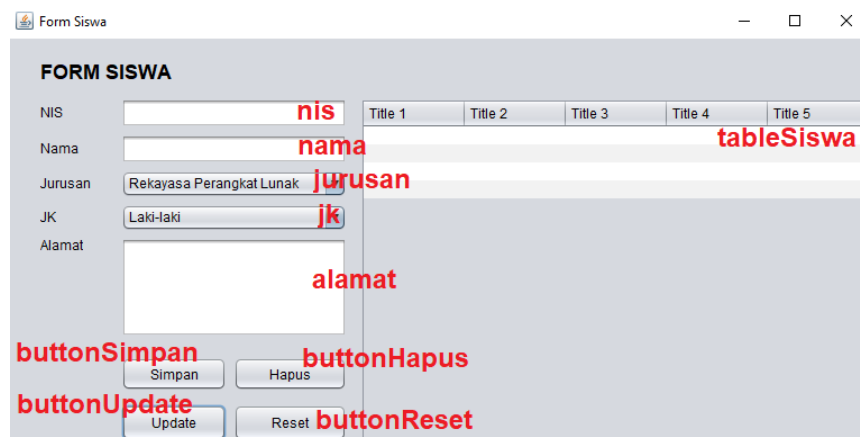 Form Siswa
FORM SISWA
NIS
nis
Title 1 Title 2 Title 3 Title 4 Title 5
Nama
nama
tableSiswa
Jurusan
Rekayasa Perangkat Lunak
jurusan
JK
Laki-laki
jk
Alamat
alamat
buttonSimpan
buttonHapus
Simpan
Hapus
buttonUpdate
buttonReset
Update
Reset